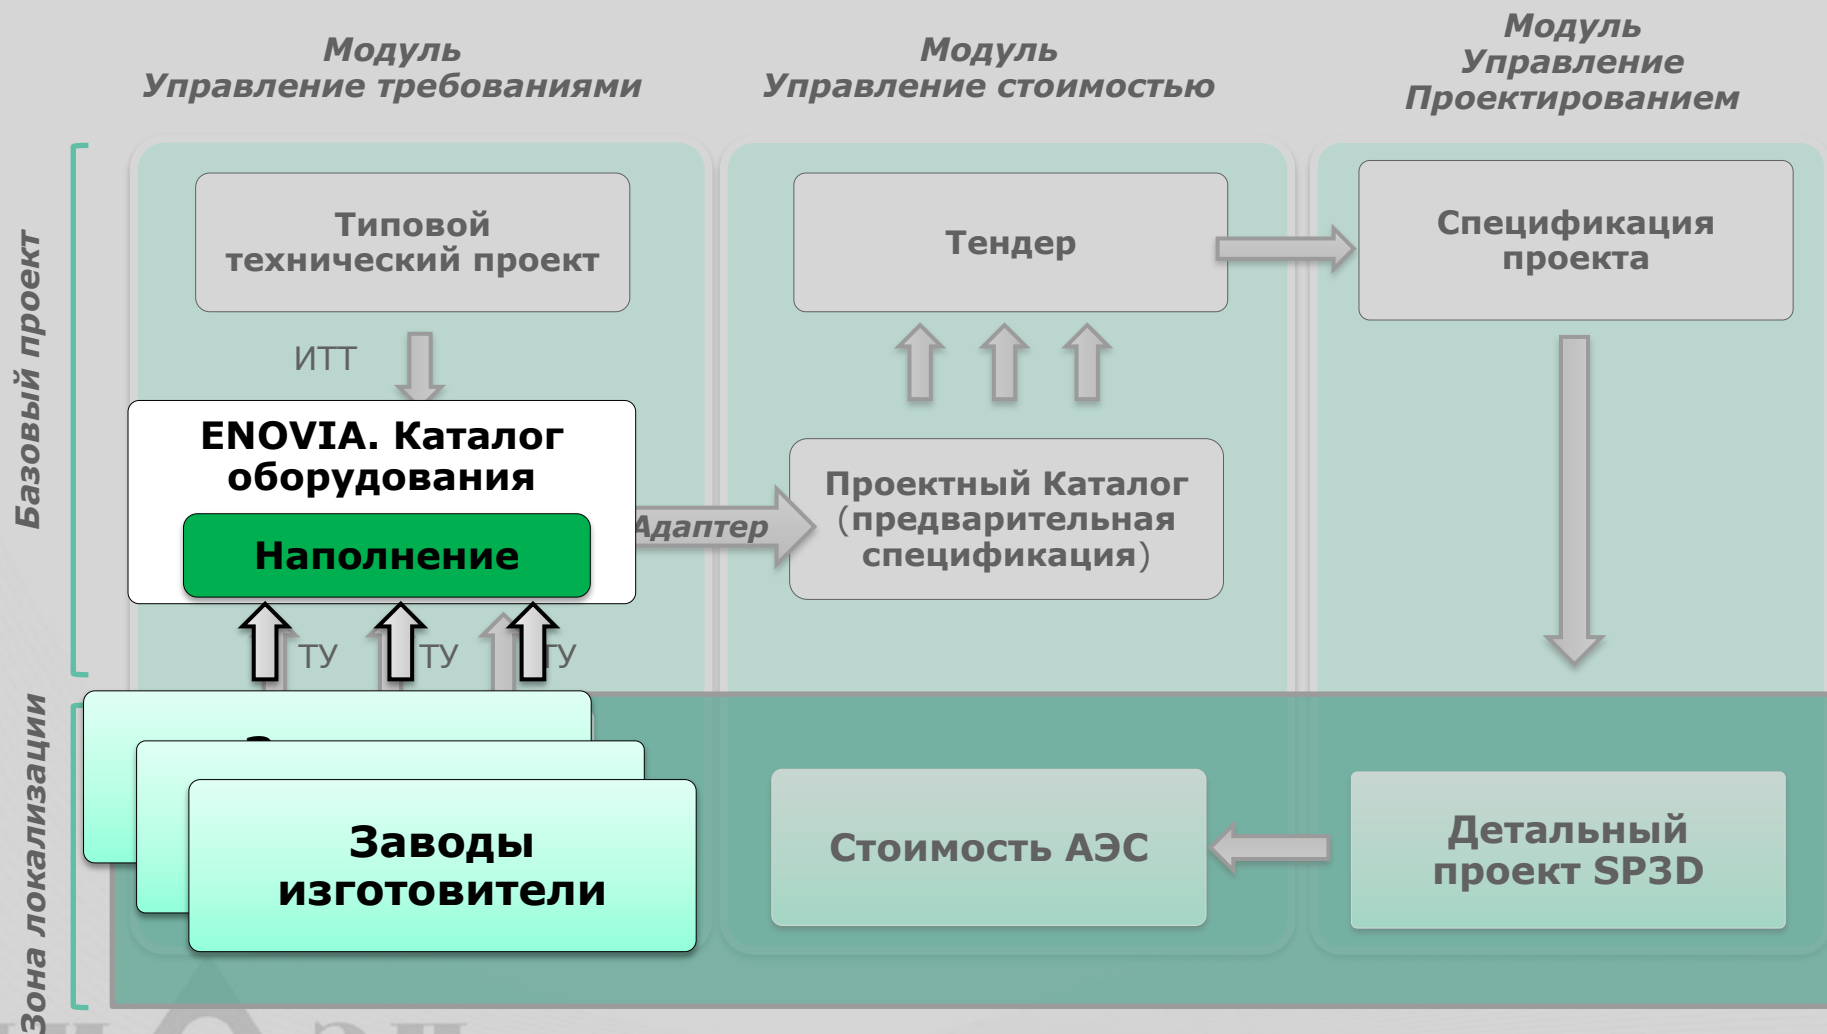 Модуль
Управление требованиями
Модуль
Управление стоимостью
Модуль
Управление
Проектированием
Базовый проект
Типовой
технический проект
Тендер
Спецификация
проекта
ИТТ
ENOVIA. Каталог
оборудования
Наполнение
Адаптер
Проектный Каталог
(предварительная
спецификация)
ТУ
ТУ
ТУ
Зона локализации
Заводы
изготовители
Стоимость АЭС
Детальный
проект SP3D